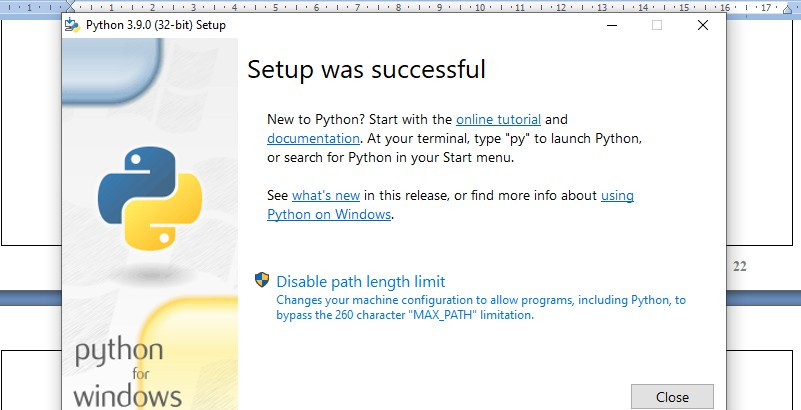 1 1 2 3 4 5 6 7 8 9 10 11 12 13 14 15 16 17
Python 3.9.0 (32-bit) Setup
Setup was successful
New to Python? Start with the online tutorial and
documentation. At your terminal, type "py" to launch Python,
or search for Python in your Start menu.
See what's new in this release, or find more info about using
Python on Windows.
22
Disable path length limit
Changes your machine configuration to allow programs, including Python, to
bypass the 260 character "MAX_PATH" limitation.
python
for
windows
Close